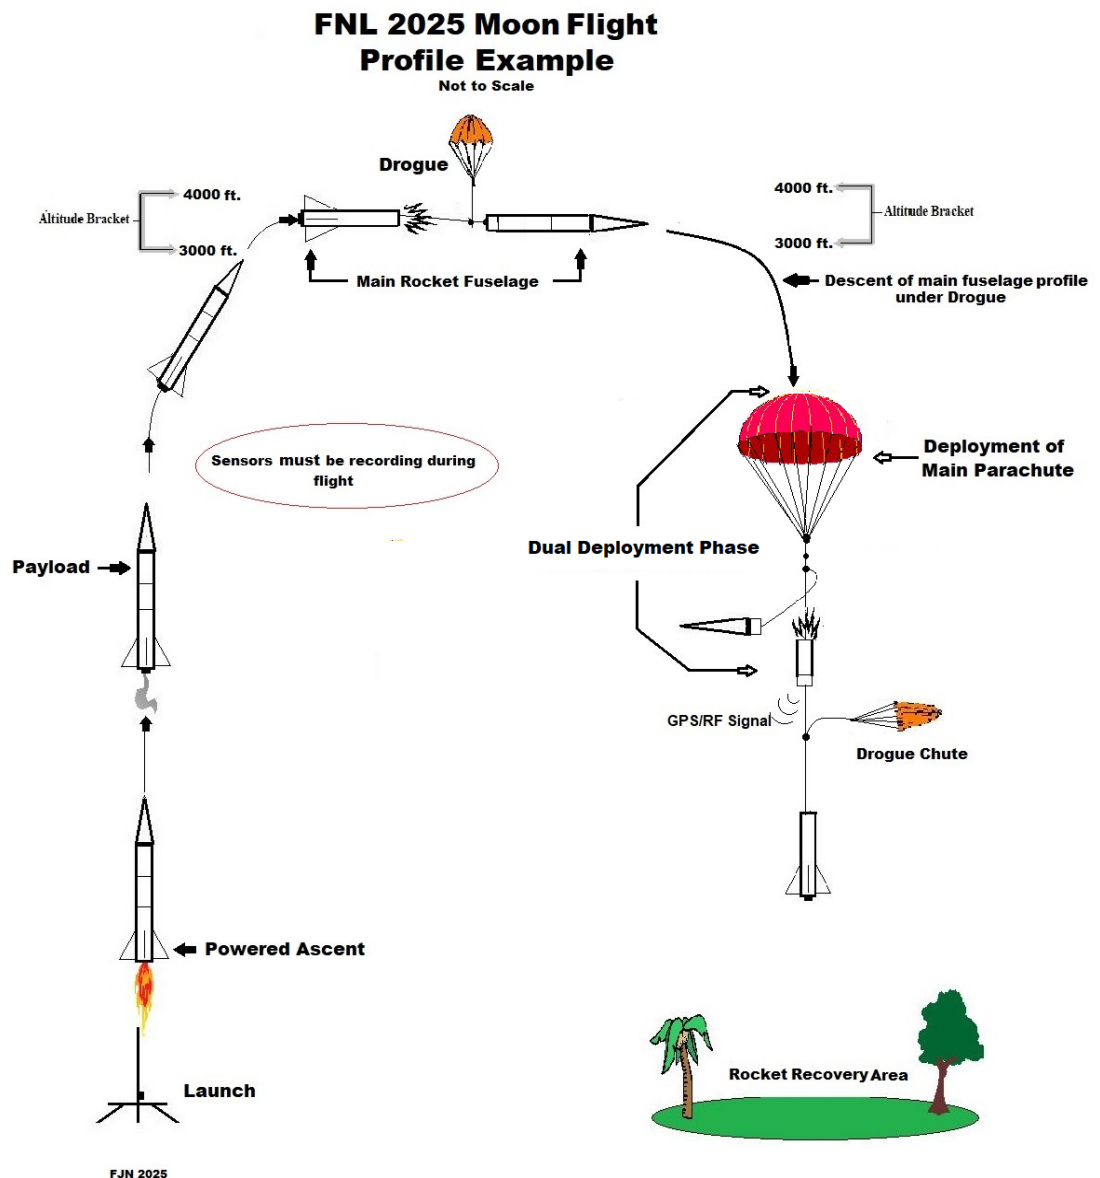 FNL 2025 Moon Flight
Profile Example
Not to Scale
Drogue
4000 ft.
Altitude Bracket
3000 ft.
4000 ft.
Altitude Bracket
3000 ft.
Main Rocket Fuselage
Descent of main fuselage profile
under Drogue
Sensors must be recording during
flight
Deployment of
Main Parachute
Dual Deployment Phase
Payload
GPS/RF Signal
Drogue Chute
Powered Ascent
Rocket Recovery Area
Launch
FJN 2025